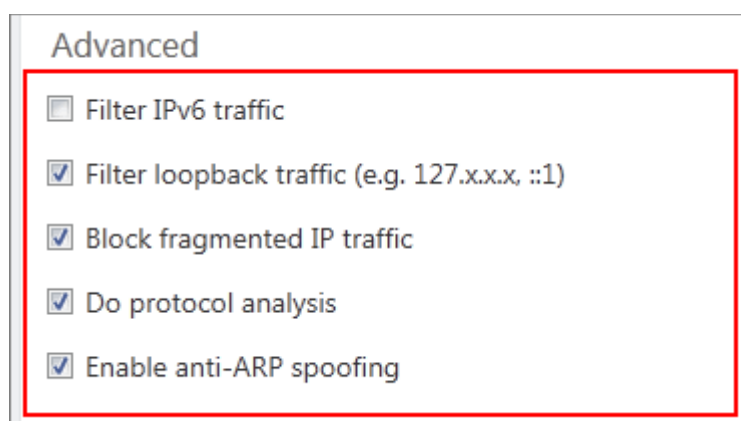 Advanced
Filter IPv6 traffic
Filter loopback traffic (e.g. 127.x.x.x, ::1)
Block fragmented IP traffic
Do protocol analysis
Enable anti-ARP spoofing